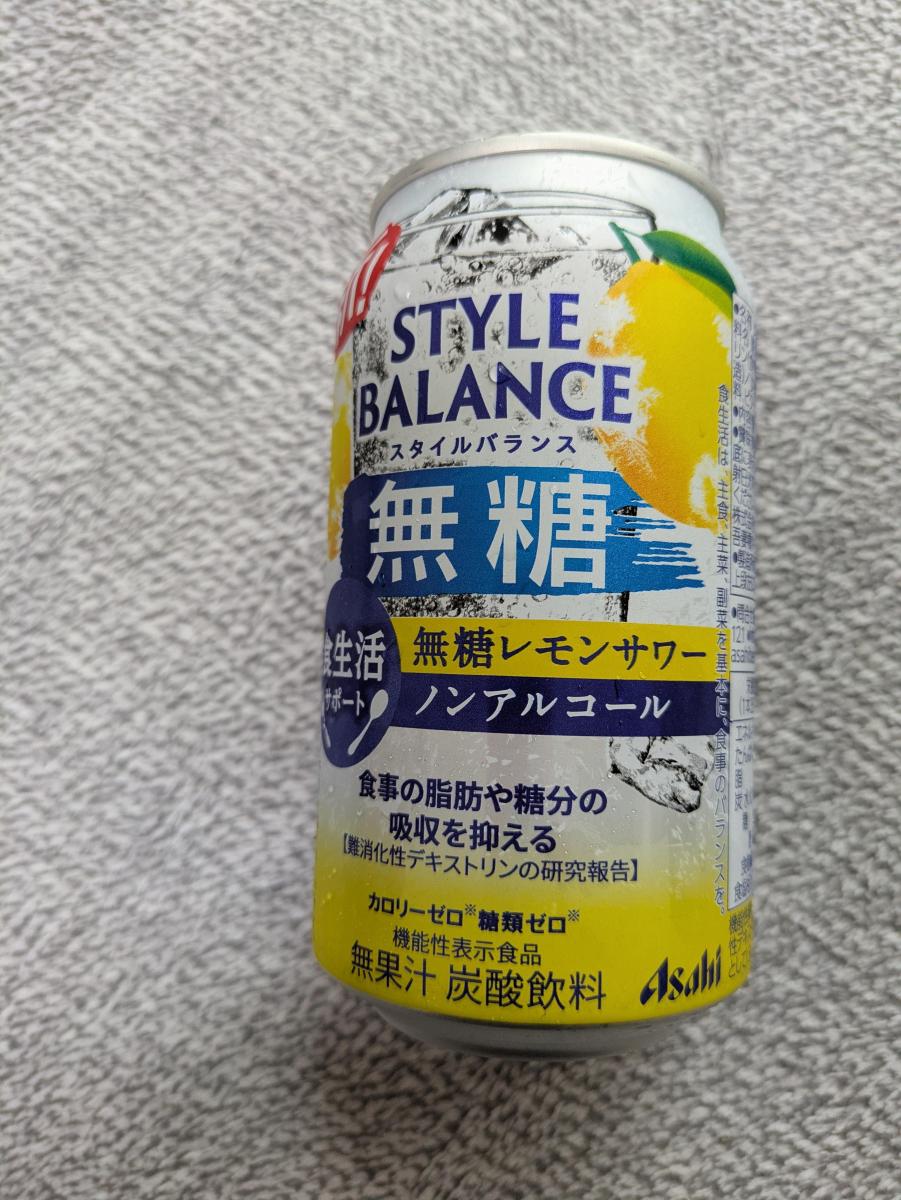 STYLE
BALANCE
スタイルバランス
無糖
食生活
サポート
無糖レモンサワー
ノンアルコール
食事の脂肪や糖分の
吸収を抑える
【難消化性デキストリンの研究報告】
カロリーゼロ※糖類ゼロ※
機能性表示食品
無果汁 炭酸飲料
Asahi
食生活は、主食、主菜、副菜を基本に、食事のバランスを。